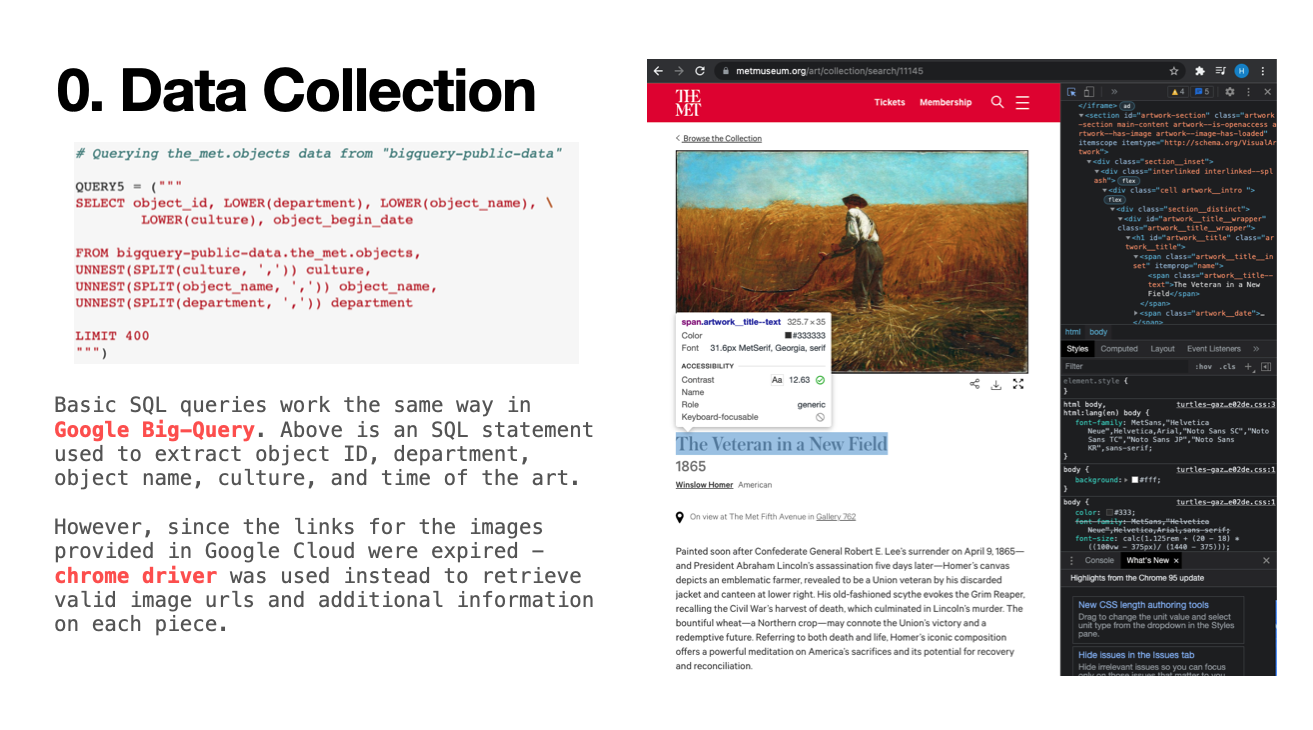 0. Data Collection
# Querying the_met.objects data from "bigquery-public-data"
QUERY5 = ("""
SELECT object_id, LOWER(department), LOWER(object_name), \
LOWER(culture), object_begin_date
FROM bigquery-public-data.the_met.objects,
UNNEST(SPLIT(culture, ',')) culture,
UNNEST(SPLIT(object_name, ',')) object_name,
UNNEST(SPLIT(department, ',')) department
LIMIT 400
""")
Basic SQL queries work the same way in
Google Big-Query. Above is an SQL statement
used to extract object ID, department,
object name, culture, and time of the art.
However, since the links for the images
provided in Google Cloud were expired –
chrome driver was used instead to retrieve
valid image urls and additional information
on each piece.
metmuseum.org/art/collection/search/11145
H
THE
MET
Tickets Membership
Browse the Collection
span.artwork__title--text 325.7 × 35
Color #333333
Font 31.6px MetSerif, Georgia, serif
ACCESSIBILITY
Contrast Aa 12.63
Name
Role generic
Keyboard-focusable
The Veteran in a New Field
1865
Winslow Homer American
On view at The Met Fifth Avenue in Gallery 762
Painted soon after Confederate General Robert E. Lee's surrender on April 9, 1865—
and President Abraham Lincoln's assassination five days later—Homer's canvas
depicts an emblematic farmer, revealed to be a Union veteran by his discarded
jacket and canteen at lower right. His old-fashioned scythe evokes the Grim Reaper,
recalling the Civil War's harvest of death, which culminated in Lincoln's murder. The
bountiful wheat—a Northern crop—may connote the Union's victory and a
redemptive future. Referring to both death and life, Homer's iconic composition
offers a powerful meditation on America's sacrifices and its potential for recovery
and reconciliation.
» 4 5
</iframe> ad
<section id="artwork-section" class="artwork
-section main-content artwork--is-openaccess a
rtwork--has-image artwork--image-has-loaded"
itemscope itemtype="http://schema.org/VisualAr
twork">
<div class="section__inset">
<div class="interlinked interlinked--spl
ash"> flex
<div class="cell artwork__intro ">
flex
<div class="section__distinct">
<div id="artwork__title__wrapper"
class="artwork__title__wrapper">
<h1 id="artwork__title" class="ar
twork__title">
<span class="artwork__title__in
set" itemprop="name">
<span class="artwork__title--
text">The Veteran in a New
Field</span>
</span>
<span class="artwork__date">…
</span>
html body
Styles Computed Layout Event Listeners »
Filter :hov .cls +
element.style {
}
html body, turtles-gaz…e02de.css:3
html:lang(en) body {
font-family: MetSans,"Helvetica
Neue",Helvetica,Arial,"Noto Sans SC","Noto
Sans TC","Noto Sans JP","Noto Sans
KR",sans-serif;
}
body { turtles-gaz…e02de.css:1
background: #fff;
}
body { turtles-gaz…e02de.css:1
color: #333;
font-family: MetSans,"Helvetica
Neue",Helvetica,Arial,sans-serif;
font-size: calc(1.125rem + (20 - 18) *
((100vw - 375px)/ (1440 - 375)));
Console What's New ×
Highlights from the Chrome 95 update
New CSS length authoring tools
Drag to change the unit value and select
unit type from the dropdown in the Styles
pane.
Hide issues in the Issues tab
Hide irrelevant issues so you can focus
only on those issues that matter to you